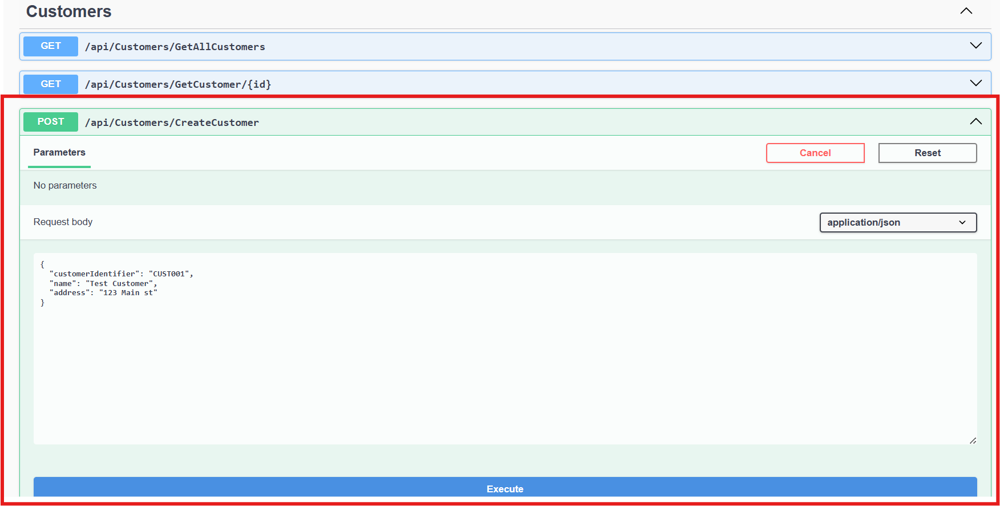 Customers
GET /api/Customers/GetAllCustomers
GET /api/Customers/GetCustomer/{id}
POST /api/Customers/CreateCustomer
Parameters Cancel Reset
No parameters
Request body application/json
{
  "customerIdentifier": "CUST001",
  "name": "Test Customer",
  "address": "123 Main st"
}
Execute